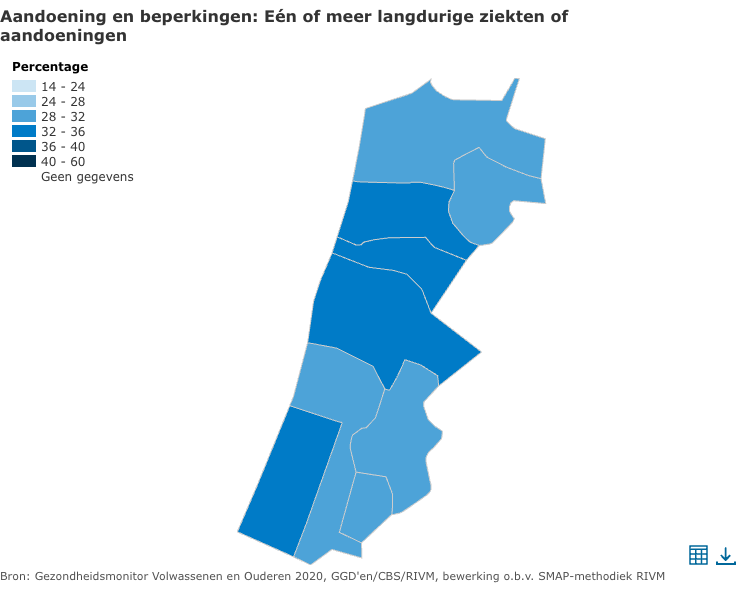 Aandoening en beperkingen: Eén of meer langdurige ziekten of
aandoeningen
Percentage
14 - 24
24 - 28
28 - 32
32 - 36
36 - 40
40 - 60
Geen gegevens
Bron: Gezondheidsmonitor Volwassenen en Ouderen 2020, GGD'en/CBS/RIVM, bewerking o.b.v. SMAP-methodiek RIVM